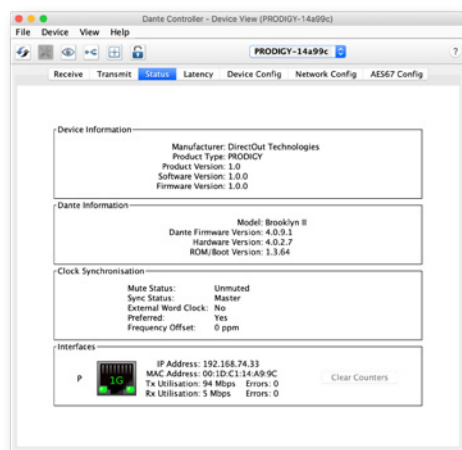 Dante Controller - Device View (PRODIGY-14a99c)
File Device View Help
PRODIGY-14a99c
?
Receive Transmit Status Latency Device Config Network Config AES67 Config
Device Information
Manufacturer: DirectOut Technologies
Product Type: PRODIGY
Product Version: 1.0
Software Version: 1.0.0
Firmware Version: 1.0.0
Dante Information
Model: Brooklyn II
Dante Firmware Version: 4.0.9.1
Hardware Version: 4.0.2.7
ROM/Boot Version: 1.3.64
Clock Synchronisation
Mute Status: Unmuted
Sync Status: Master
External Word Clock: No
Preferred: Yes
Frequency Offset: 0 ppm
Interfaces
P
1G
IP Address: 192.168.74.33
MAC Address: 00:1D:C1:14:A9:9C
Tx Utilisation: 94 Mbps Errors: 0
Rx Utilisation: 5 Mbps Errors: 0
Clear Counters